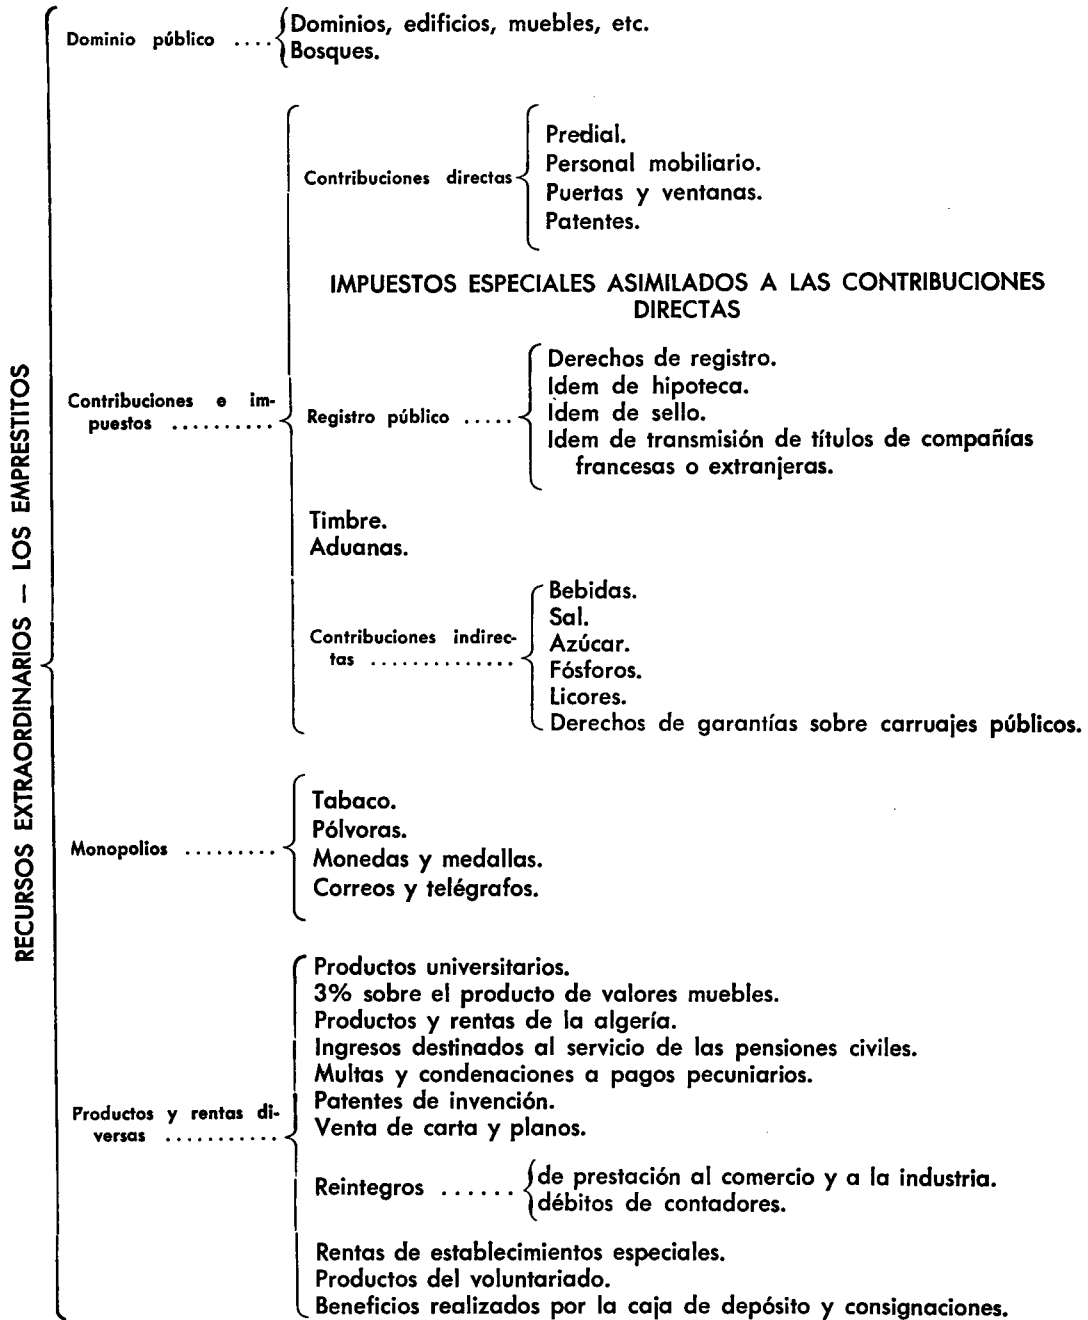 RECURSOS EXTRAORDINARIOS — LOS EMPRESTITOS
Dominio público ....
Dominios, edificios, muebles, etc.
Bosques.
Contribuciones e im-
puestos ..........
Contribuciones directas
Predial.
Personal mobiliario.
Puertas y ventanas.
Patentes.
IMPUESTOS ESPECIALES ASIMILADOS A LAS CONTRIBUCIONES
DIRECTAS
Registro público .....
Derechos de registro.
Idem de hipoteca.
Idem de sello.
Idem de transmisión de títulos de compañías
francesas o extranjeras.
Timbre.
Aduanas.
Contribuciones indirec-
tas ..............
Bebidas.
Sal.
Azúcar.
Fósforos.
Licores.
Derechos de garantías sobre carruajes públicos.
Monopolios .........
Tabaco.
Pólvoras.
Monedas y medallas.
Correos y telégrafos.
Productos y rentas di-
versas ...........
Productos universitarios.
3% sobre el producto de valores muebles.
Productos y rentas de la algería.
Ingresos destinados al servicio de las pensiones civiles.
Multas y condenaciones a pagos pecuniarios.
Patentes de invención.
Venta de carta y planos.
Reintegros ......
de prestación al comercio y a la industria.
débitos de contadores.
Rentas de establecimientos especiales.
Productos del voluntariado.
Beneficios realizados por la caja de depósito y consignaciones.